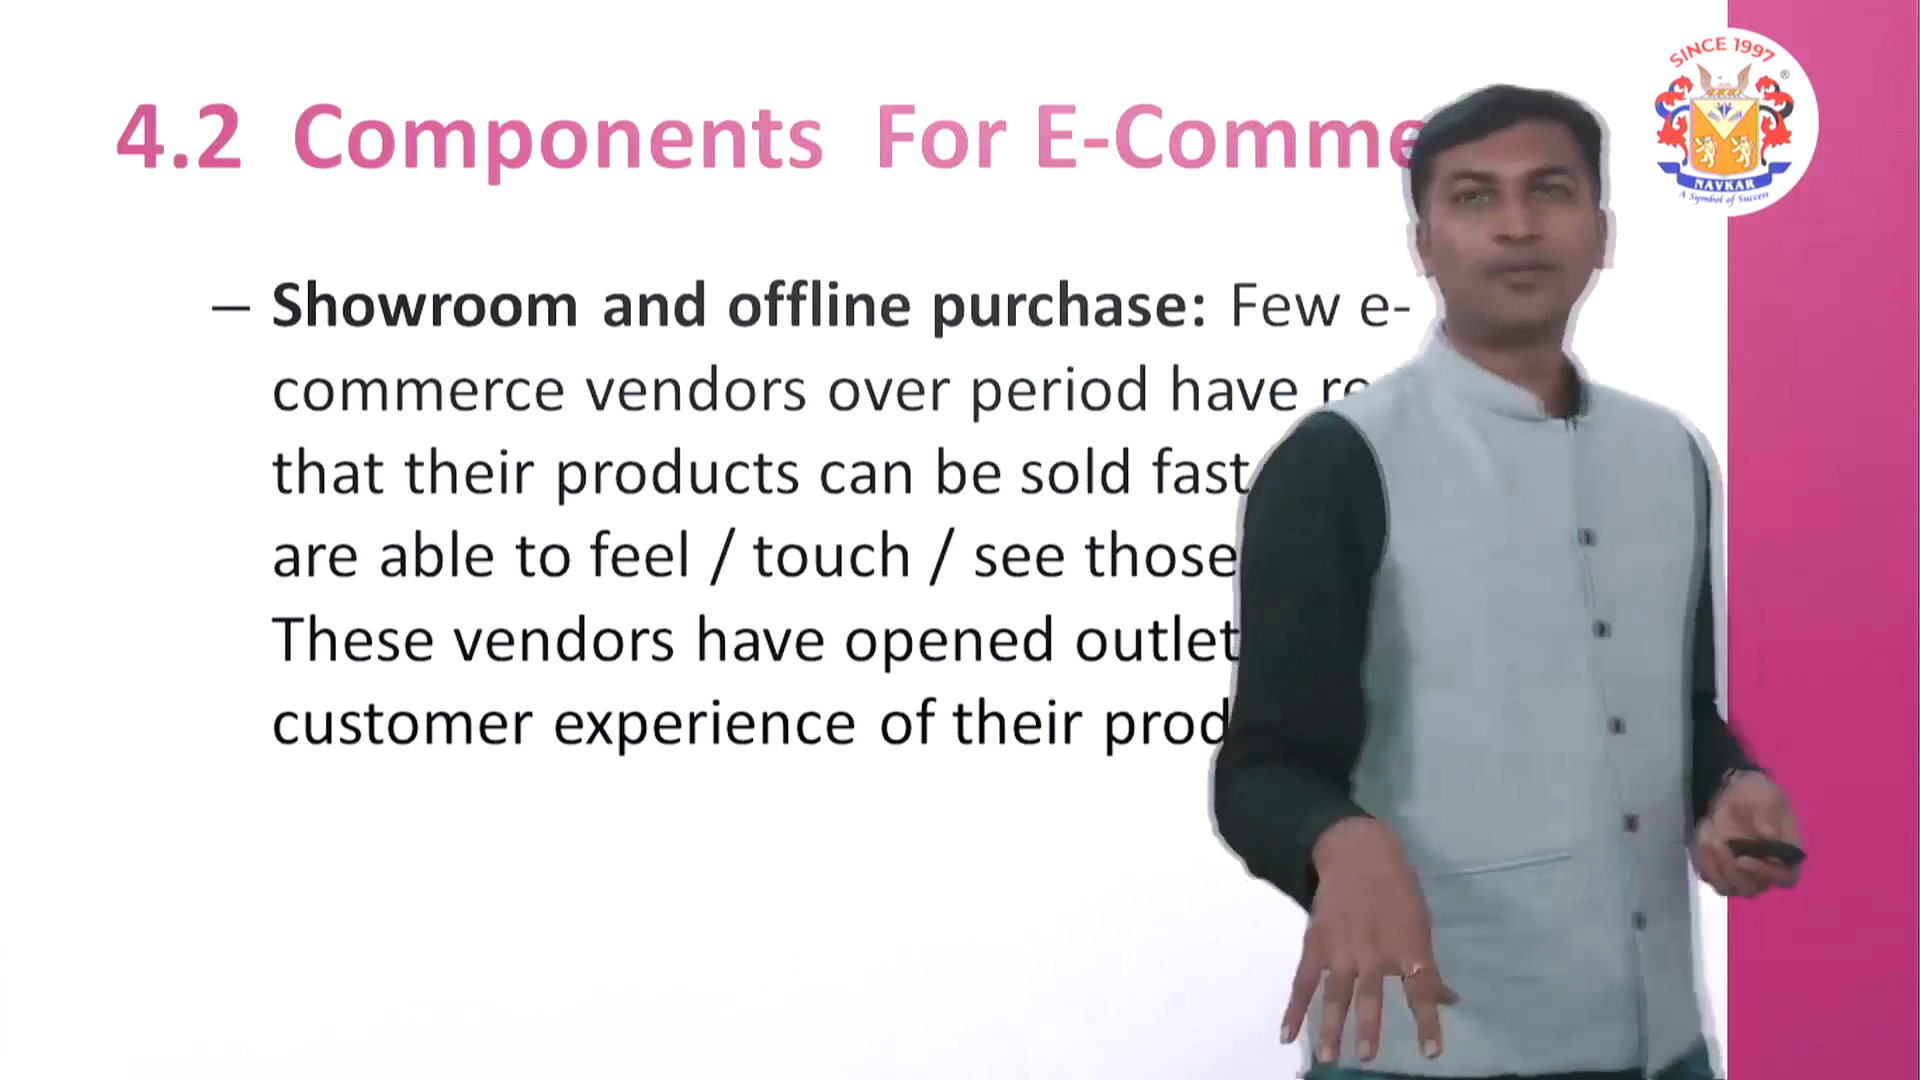 4.2 Components For E-Comme
– Showroom and offline purchase: Few e-
commerce vendors over period have re
that their products can be sold fast
are able to feel / touch / see those
These vendors have opened outlet
customer experience of their prod
SINCE 1997
®
NAVKAR
A Symbol of Success